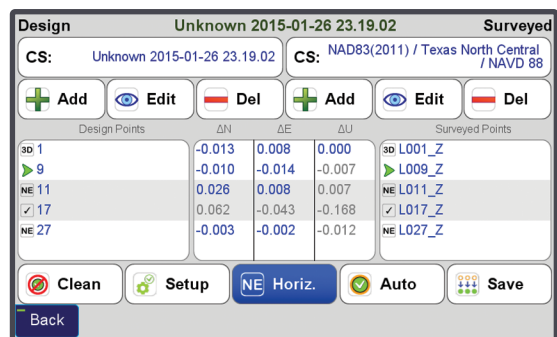 Design Unknown 2015-01-26 23.19.02 Surveyed
CS: Unknown 2015-01-26 23.19.02 CS: NAD83(2011) / Texas North Central / NAVD 88
Add Edit Del Add Edit Del
Design Points ΔN ΔE ΔU Surveyed Points
3D 1 -0.013 0.008 0.000 3D L001_Z
9 -0.010 -0.014 -0.007 L009_Z
NE 11 0.026 0.008 0.007 NE L011_Z
17 0.062 -0.043 -0.168 L017_Z
NE 27 -0.003 -0.002 -0.012 NE L027_Z
Clean Setup NE Horiz. Auto Save
Back